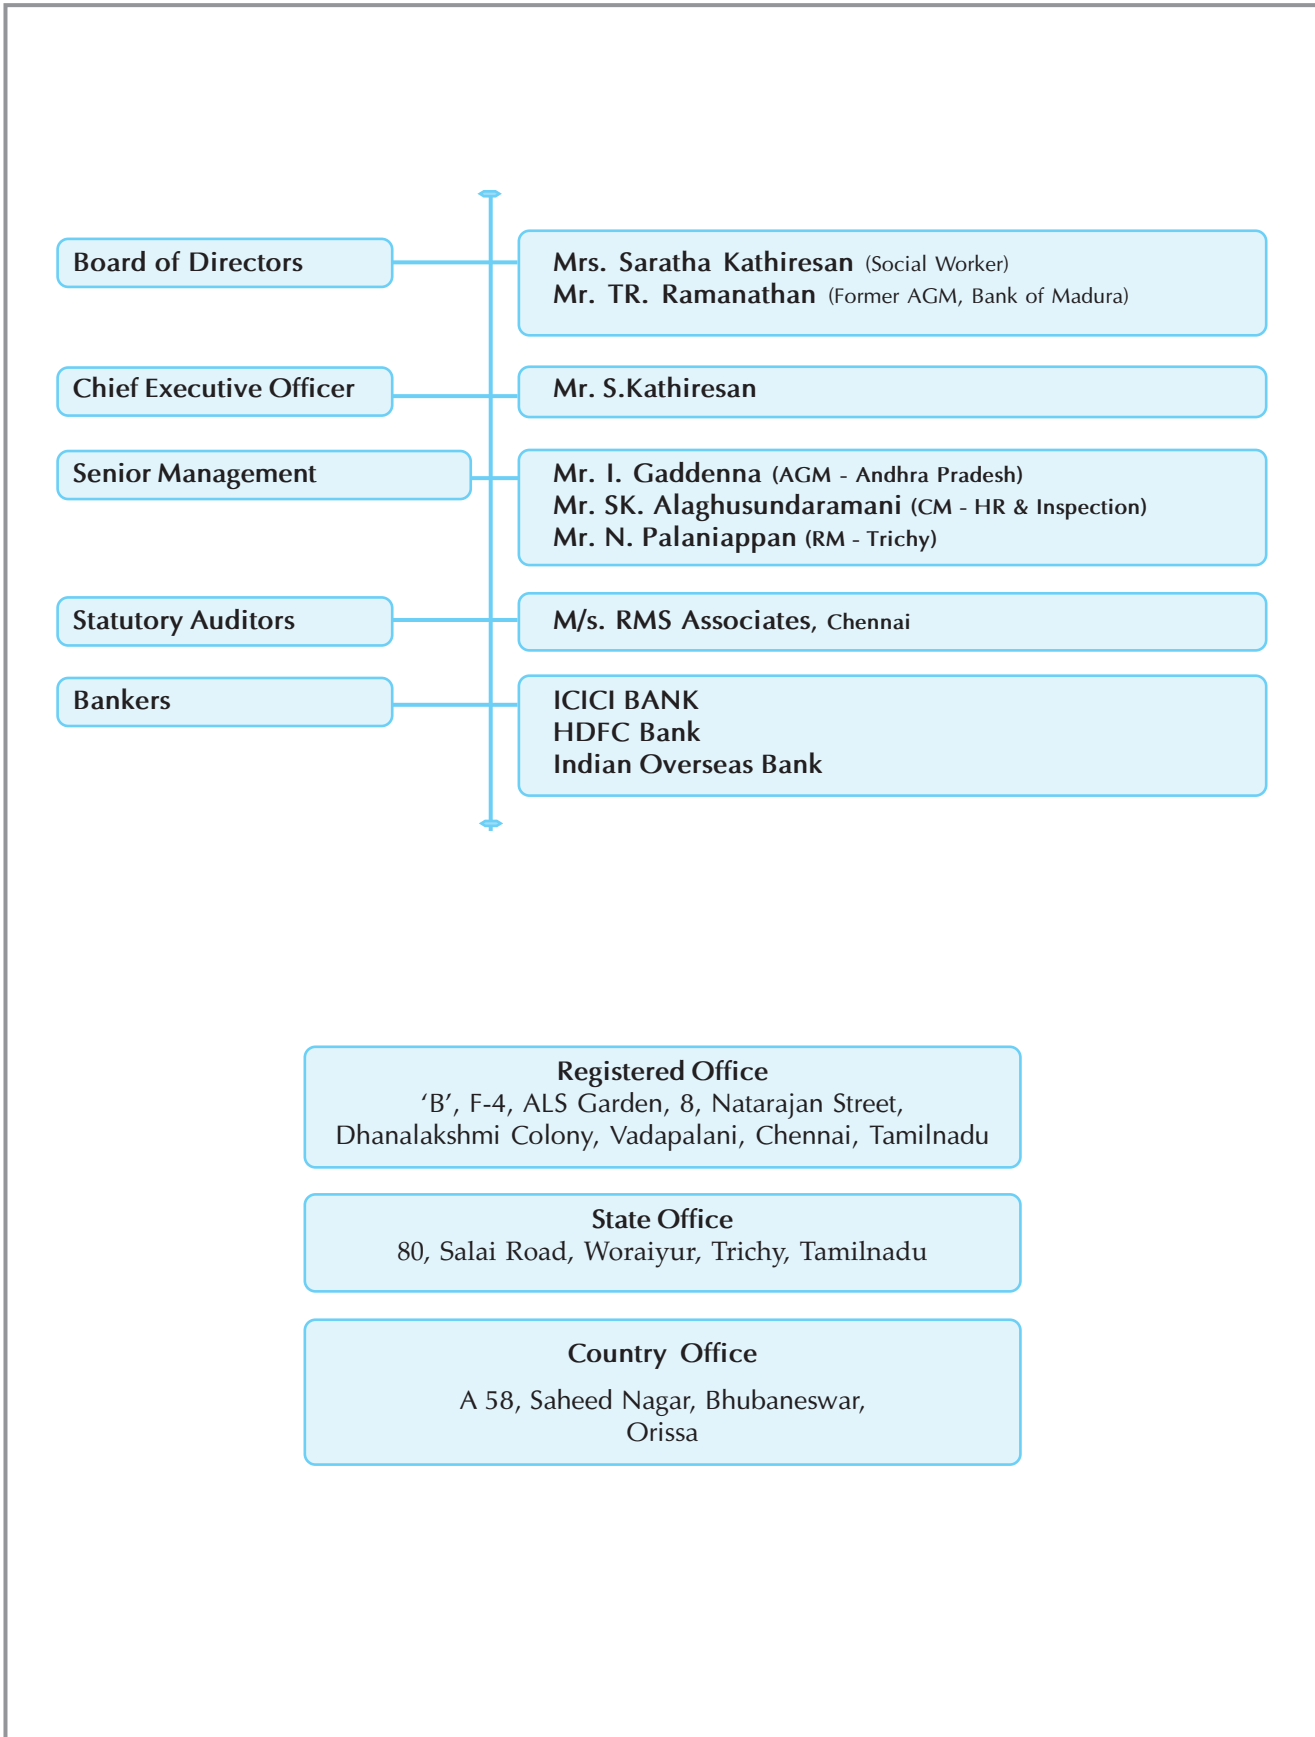 Board of Directors
Mrs. Saratha Kathiresan (Social Worker)
Mr. TR. Ramanathan (Former AGM, Bank of Madura)
Chief Executive Officer
Mr. S.Kathiresan
Senior Management
Mr. I. Gaddenna (AGM - Andhra Pradesh)
Mr. SK. Alaghusundaramani (CM - HR & Inspection)
Mr. N. Palaniappan (RM - Trichy)
Statutory Auditors
M/s. RMS Associates, Chennai
Bankers
ICICI BANK
HDFC Bank
Indian Overseas Bank
Registered Office
‘B’, F-4, ALS Garden, 8, Natarajan Street,
Dhanalakshmi Colony, Vadapalani, Chennai, Tamilnadu
State Office
80, Salai Road, Woraiyur, Trichy, Tamilnadu
Country Office
A 58, Saheed Nagar, Bhubaneswar,
Orissa